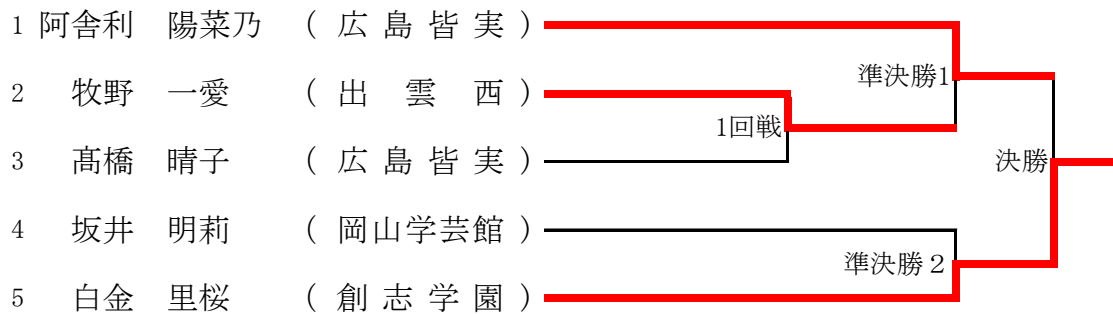 1 阿舎利 陽菜乃 ( 広島皆実 )
準決勝1
2 牧野 一愛 ( 出雲西 )
1回戦
3 髙橋 晴子 ( 広島皆実 )
決勝
4 坂井 明莉 ( 岡山学芸館 )
準決勝２
5 白金 里桜 ( 創志学園 )